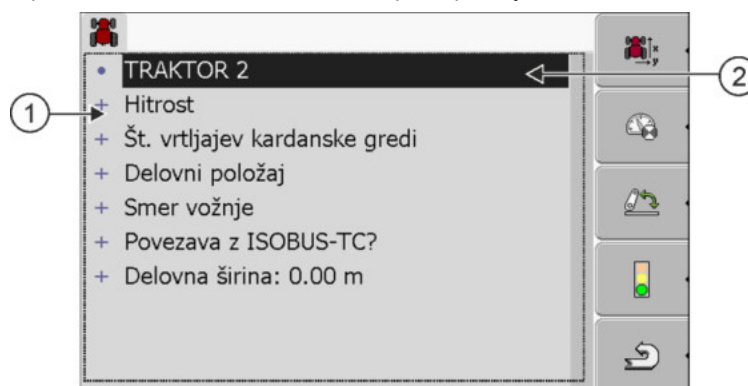 TRAKTOR 2
Hitrost
Št. vrtljajev kardanske gredi
Delovni položaj
Smer vožnje
Povezava z ISOBUS-TC?
Delovna širina: 0.00 m
x
y
1
2